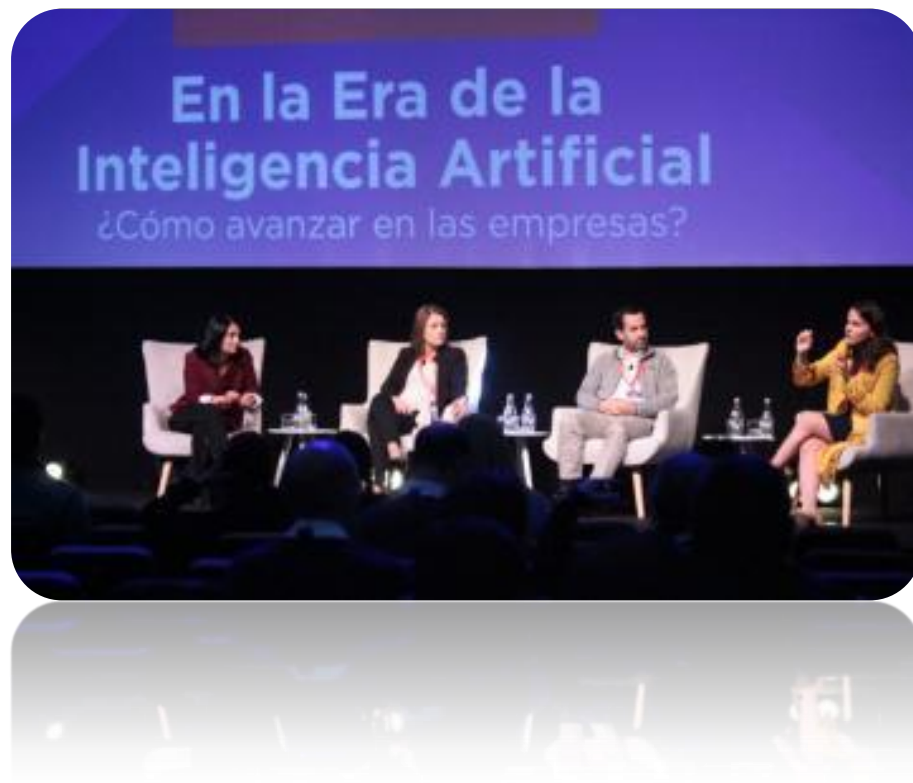 En la Era de la
Inteligencia Artificial
¿Cómo avanzar en las empresas?